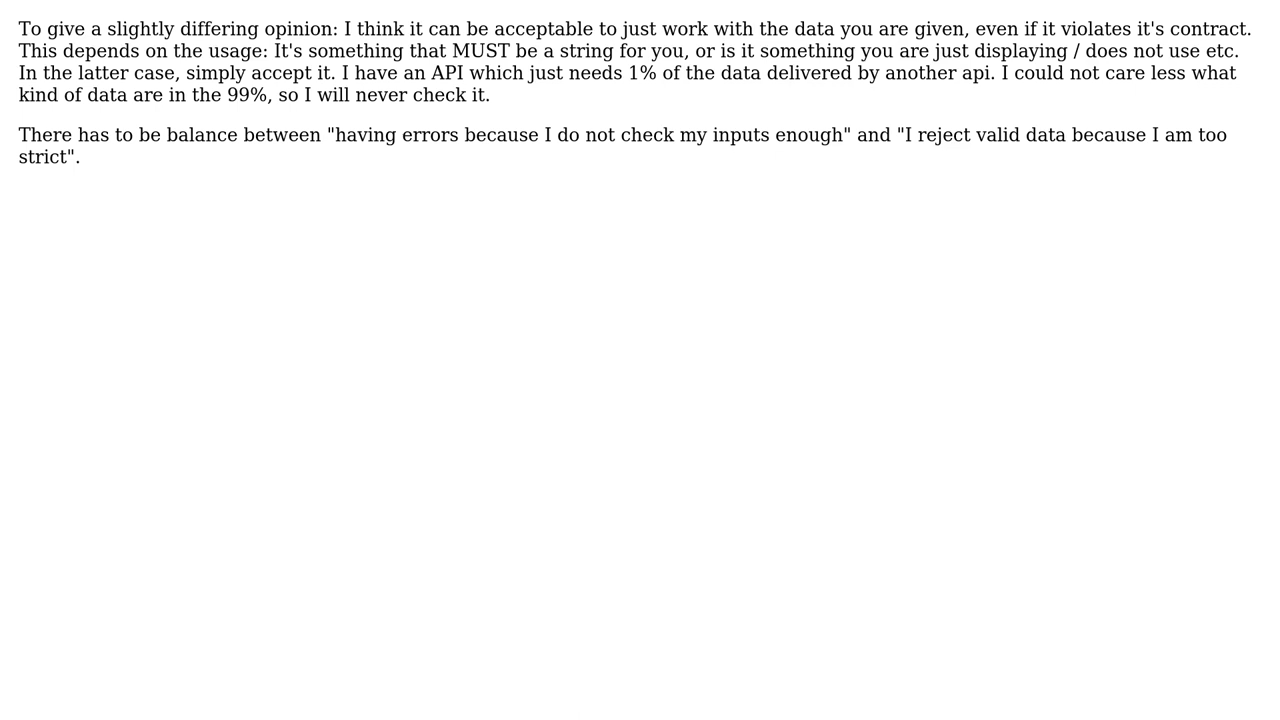 To give a slightly differing opinion: I think it can be acceptable to just work with the data you are given, even if it violates it's contract.
This depends on the usage: It's something that MUST be a string for you, or is it something you are just displaying / does not use etc.
In the latter case, simply accept it. I have an API which just needs 1% of the data delivered by another api. I could not care less what
kind of data are in the 99%, so I will never check it.
There has to be balance between "having errors because I do not check my inputs enough" and "I reject valid data because I am too
strict".